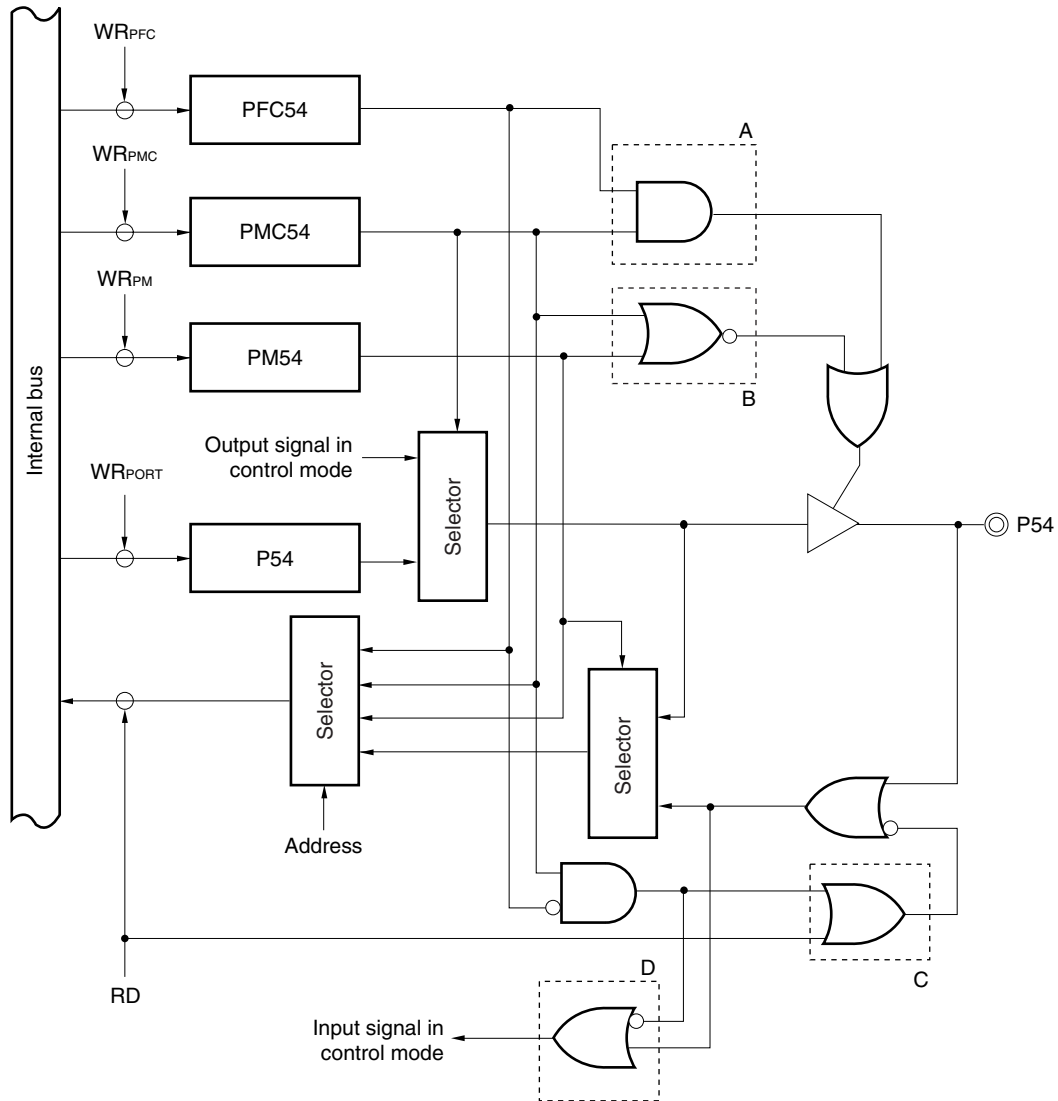 WRPFC
PFC54
A
WRPMC
PMC54
WRPM
PM54
B
Internal bus
Output signal in
control mode
Selector
WRPORT
P54
P54
Selector
Selector
Address
RD
C
D
Input signal in
control mode